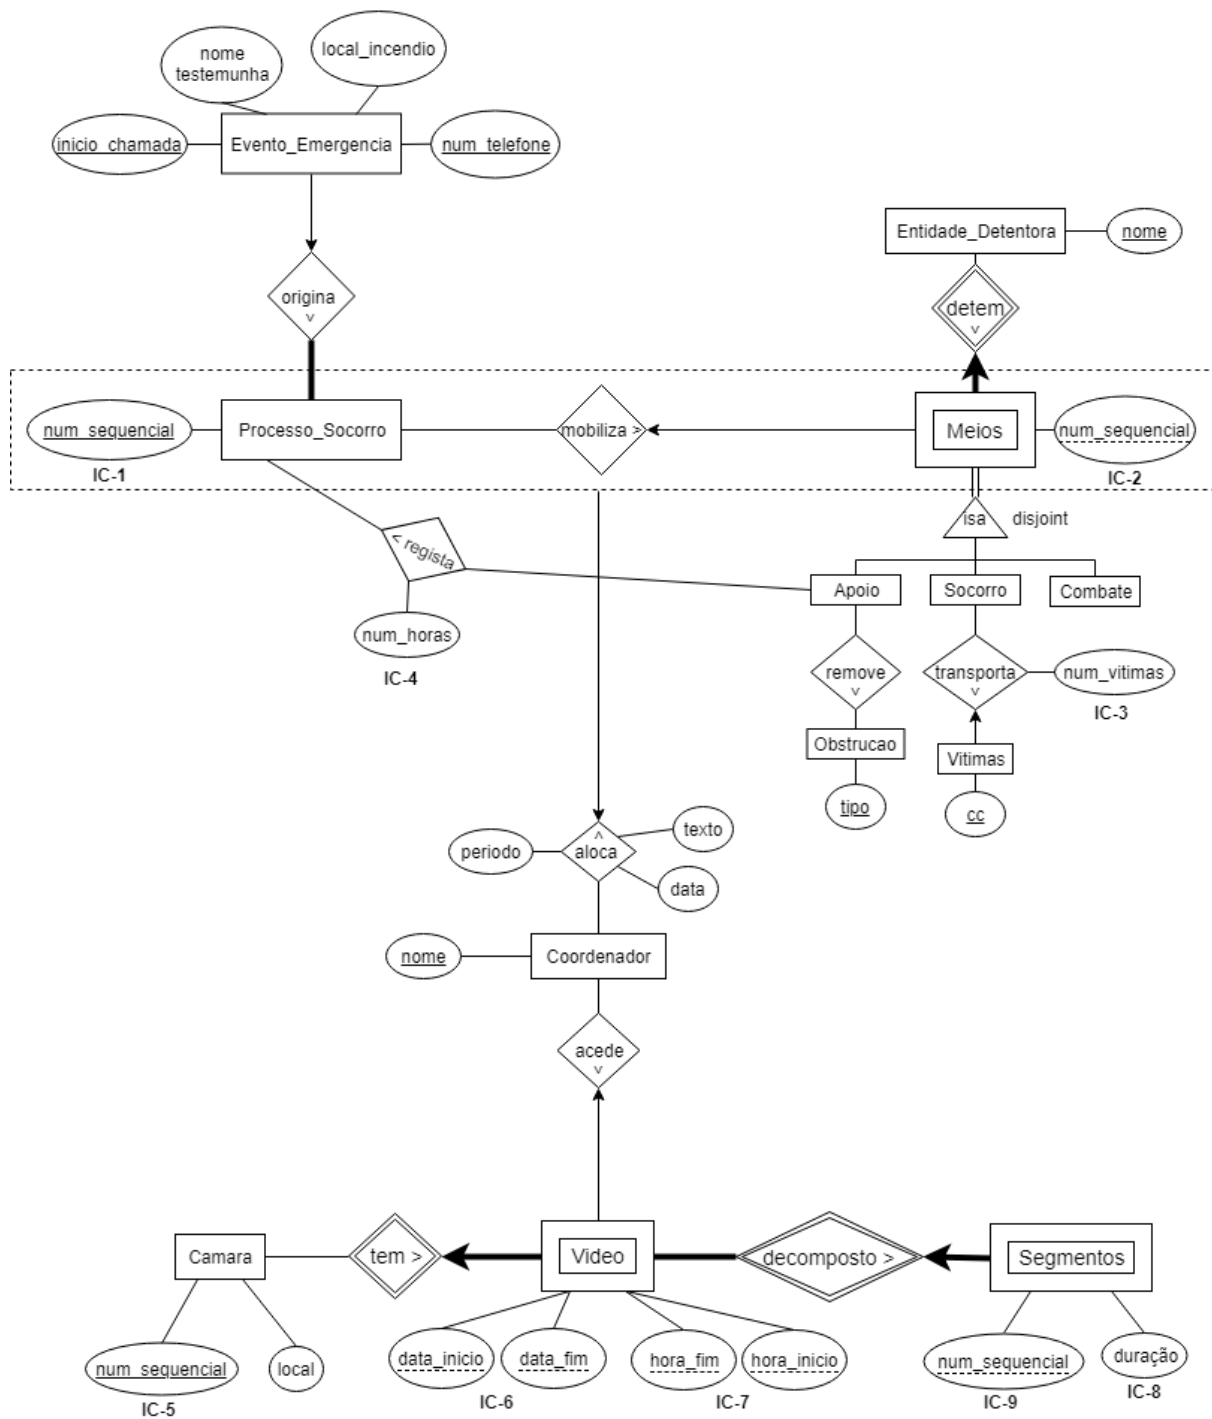 nome
testemunha
local_incendio
inicio_chamada
Evento_Emergencia
num_telefone
Entidade_Detentora
nome
origina
v
detem
v
num_sequencial
IC-1
Processo_Socorro
mobiliza >
Meios
num_sequencial
IC-2
isa
disjoint
< regista
Apoio
Socorro
Combate
num_horas
IC-4
remove
v
transporta
v
num_vitimas
IC-3
Obstrucao
Vitimas
tipo
cc
periodo
^
aloca
texto
data
nome
Coordenador
acede
v
Camara
tem >
Video
decomposto >
Segmentos
num_sequencial
IC-5
local
data_inicio
data_fim
IC-6
hora_fim
hora_inicio
IC-7
num_sequencial
IC-9
duração
IC-8